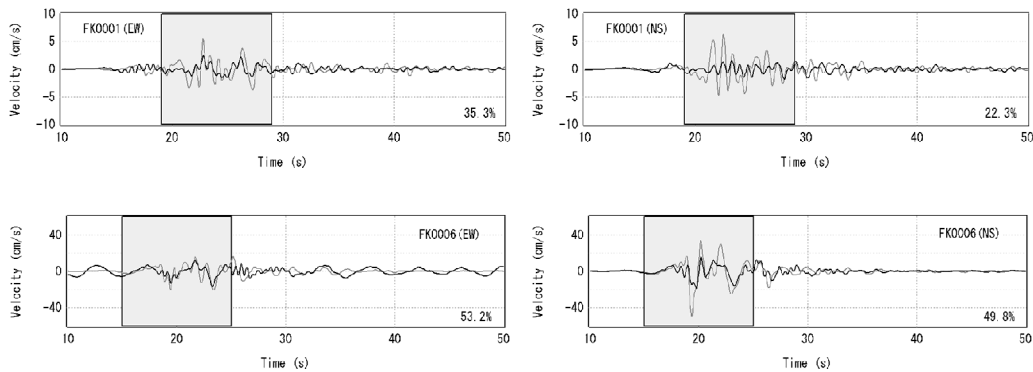 FKO001(EW)
Velocity (cm/s)
10
5
0
-5
-10
35.3%
10 20 30 40 50
Time (s)
FKO001(NS)
Velocity (cm/s)
10
5
0
-5
-10
22.3%
10 20 30 40 50
Time (s)
FKO006(EW)
Velocity (cm/s)
40
0
-40
53.2%
10 20 30 40 50
Time (s)
FKO006(NS)
Velocity (cm/s)
40
0
-40
49.8%
10 20 30 40 50
Time (s)